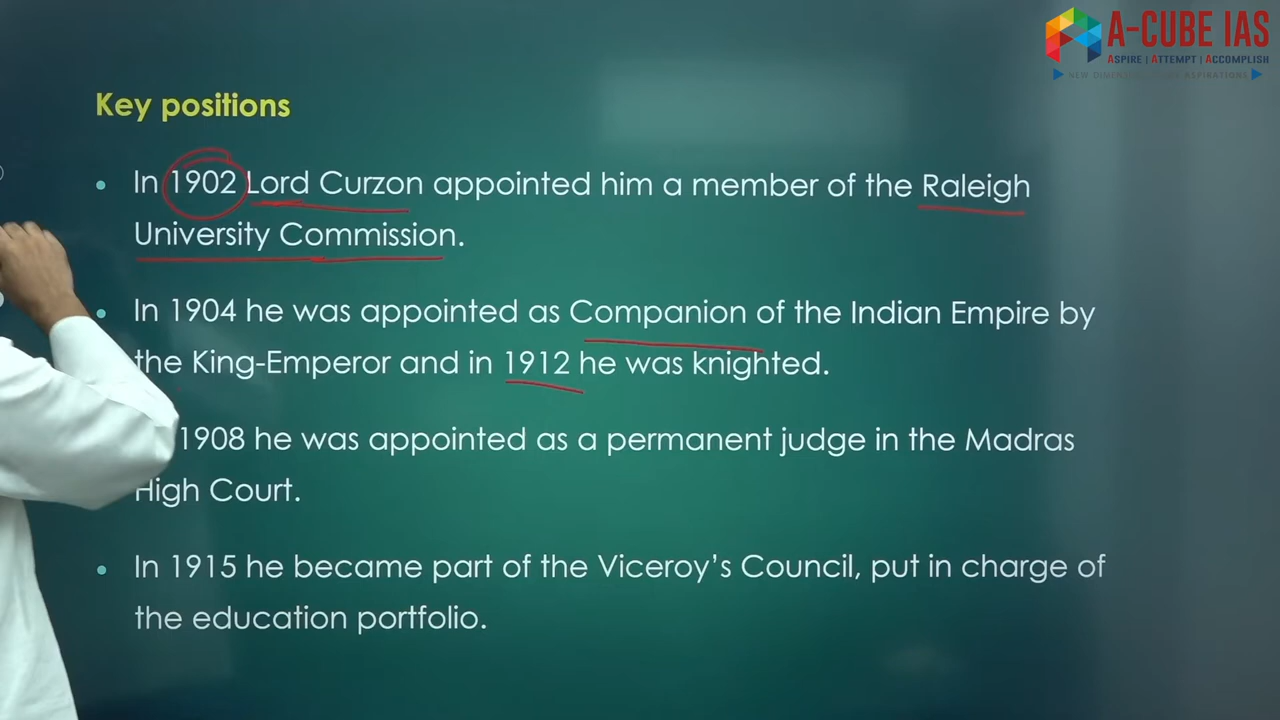 A-CUBE IAS
ASPIRE | ATTEMPT | ACCOMPLISH
Key positions
In 1902 Lord Curzon appointed him a member of the Raleigh
University Commission.
In 1904 he was appointed as Companion of the Indian Empire by
the King-Emperor and in 1912 he was knighted.
1908 he was appointed as a permanent judge in the Madras
High Court.
In 1915 he became part of the Viceroy's Council, put in charge of
the education portfolio.